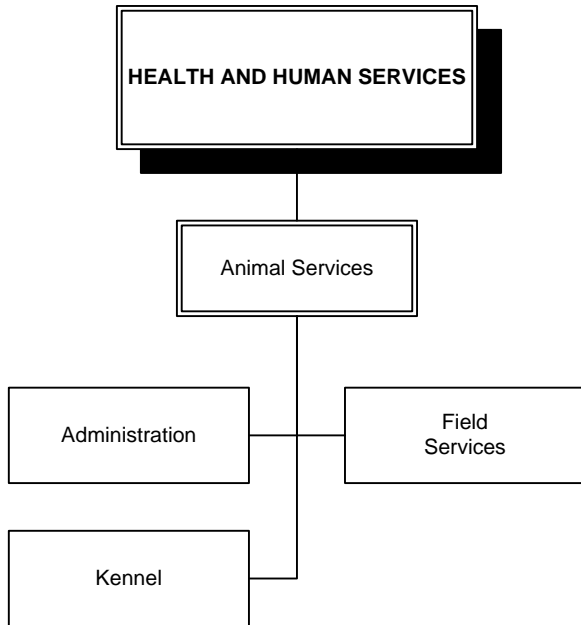 HEALTH AND HUMAN SERVICES
Animal Services
Administration
Field
Services
Kennel